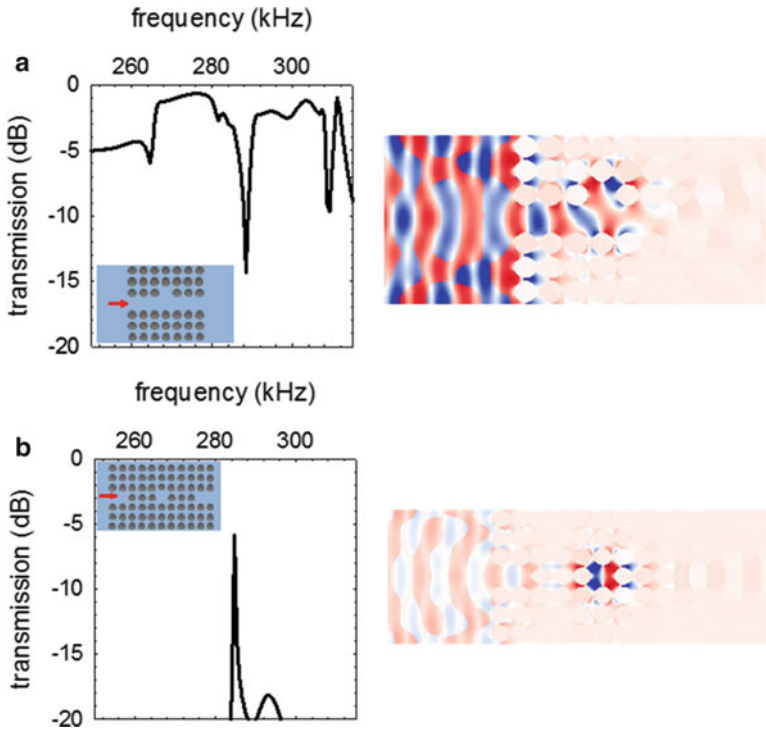 frequency (kHz)
a
260 280 300
0
-5
-10
-15
-20
transmission (dB)
frequency (kHz)
b
260 280 300
0
-5
-10
-15
-20
transmission (dB)